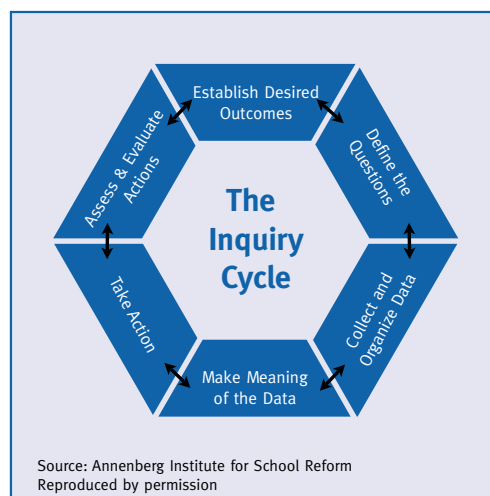 Establish Desired
Outcomes
Define the
Questions
Collect and
Organize Data
Make Meaning
of the Data
Take Action
Assess & Evaluate
Actions
The
Inquiry
Cycle
Source: Annenberg Institute for School Reform
Reproduced by permission